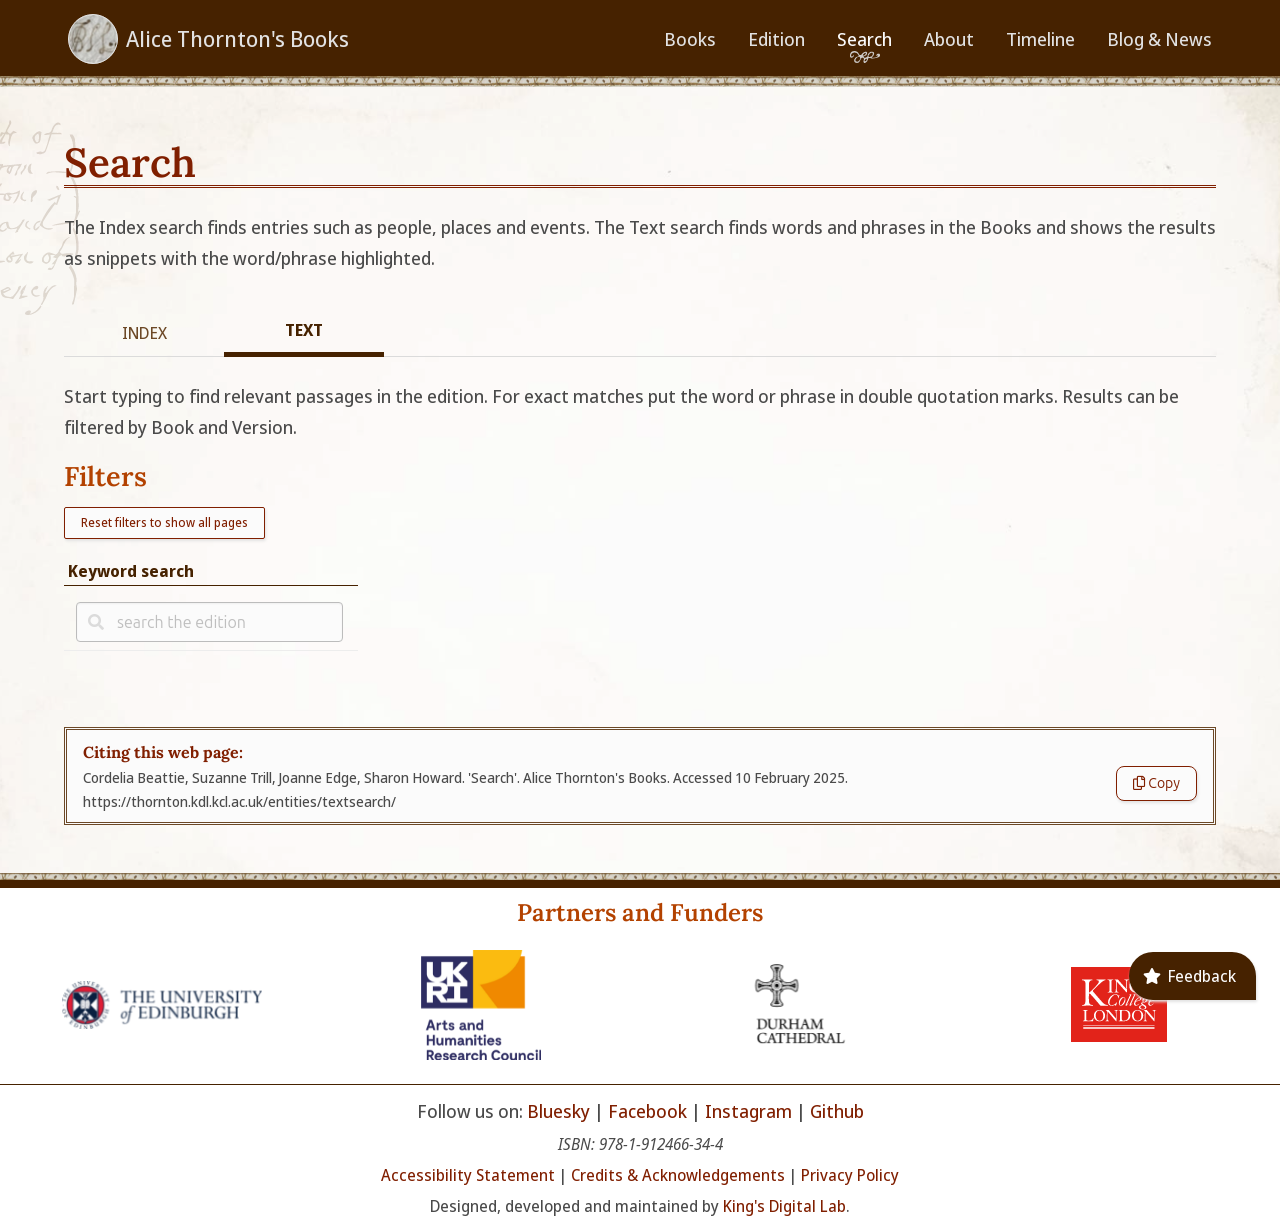 Alice Thornton's Books
Books Edition Search About Timeline Blog & News
Search
The Index search finds entries such as people, places and events. The Text search finds words and phrases in the Books and shows the results
as snippets with the word/phrase highlighted.
INDEX TEXT
Start typing to find relevant passages in the edition. For exact matches put the word or phrase in double quotation marks. Results can be
filtered by Book and Version.
Filters
Reset filters to show all pages
Keyword search
search the edition
Citing this web page:
Cordelia Beattie, Suzanne Trill, Joanne Edge, Sharon Howard. 'Search'. Alice Thornton's Books. Accessed 10 February 2025.
https://thornton.kdl.kcl.ac.uk/entities/textsearch/
Copy
Partners and Funders
THE UNIVERSITY
of EDINBURGH
UK
RI
Arts and
Humanities
Research Council
DURHAM
CATHEDRAL
College
LONDON
Feedback
Follow us on: Bluesky | Facebook | Instagram | Github
ISBN: 978-1-912466-34-4
Accessibility Statement | Credits & Acknowledgements | Privacy Policy
Designed, developed and maintained by King's Digital Lab.